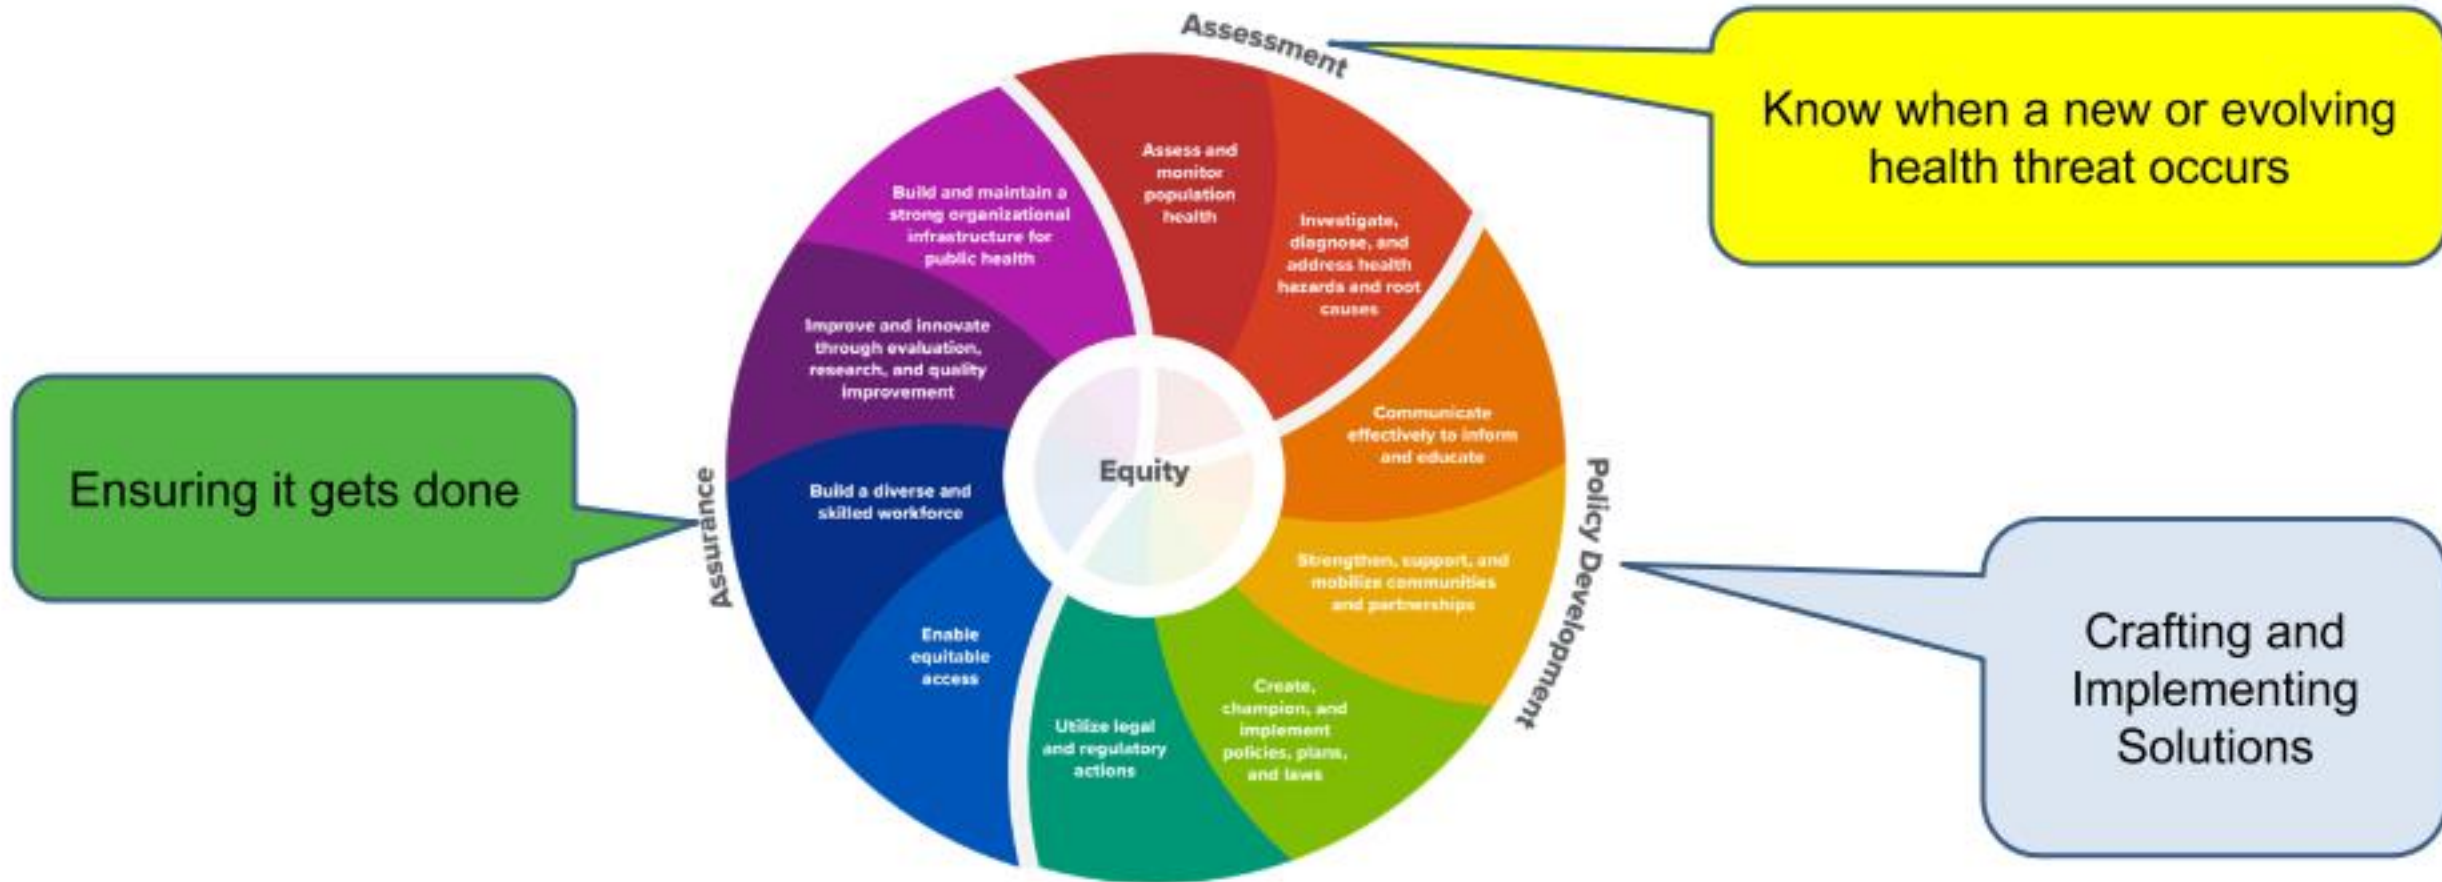 Assessment
Know when a new or evolving
health threat occurs
Assess and
monitor
population
health
Investigate,
diagnose, and
address health
hazards and root
causes
Communicate
effectively to inform
and educate
Strengthen, support, and
mobilize communities
and partnerships
Create,
champion, and
implement
policies, plans,
and laws
Utilize legal
and regulatory
actions
Enable
equitable
access
Build a diverse and
skilled workforce
Improve and innovate
through evaluation,
research, and quality
improvement
Build and maintain a
strong organizational
infrastructure for
public health
Equity
Policy Development
Crafting and
Implementing
Solutions
Assurance
Ensuring it gets done